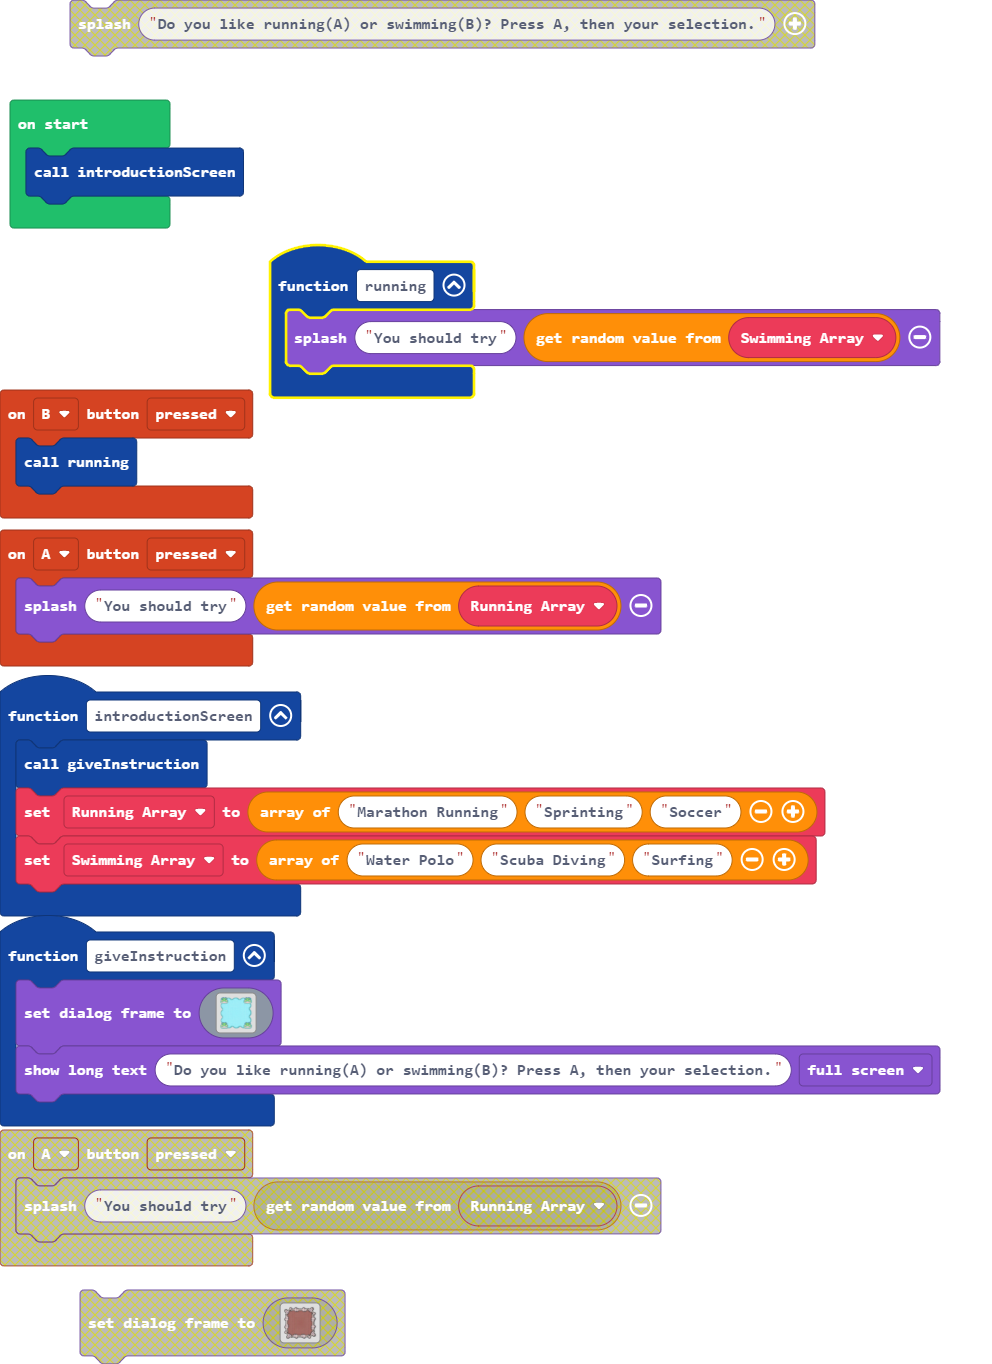 splash "Do you like running(A) or swimming(B)? Press A, then your selection."
on start
call introductionScreen
function running
splash "You should try" get random value from Swimming Array
on B button pressed
call running
on A button pressed
splash "You should try" get random value from Running Array
function introductionScreen
call giveInstruction
set Running Array to array of "Marathon Running" "Sprinting" "Soccer"
set Swimming Array to array of "Water Polo" "Scuba Diving" "Surfing"
function giveInstruction
set dialog frame to
show long text "Do you like running(A) or swimming(B)? Press A, then your selection." full screen
on A button pressed
splash "You should try" get random value from Running Array
set dialog frame to